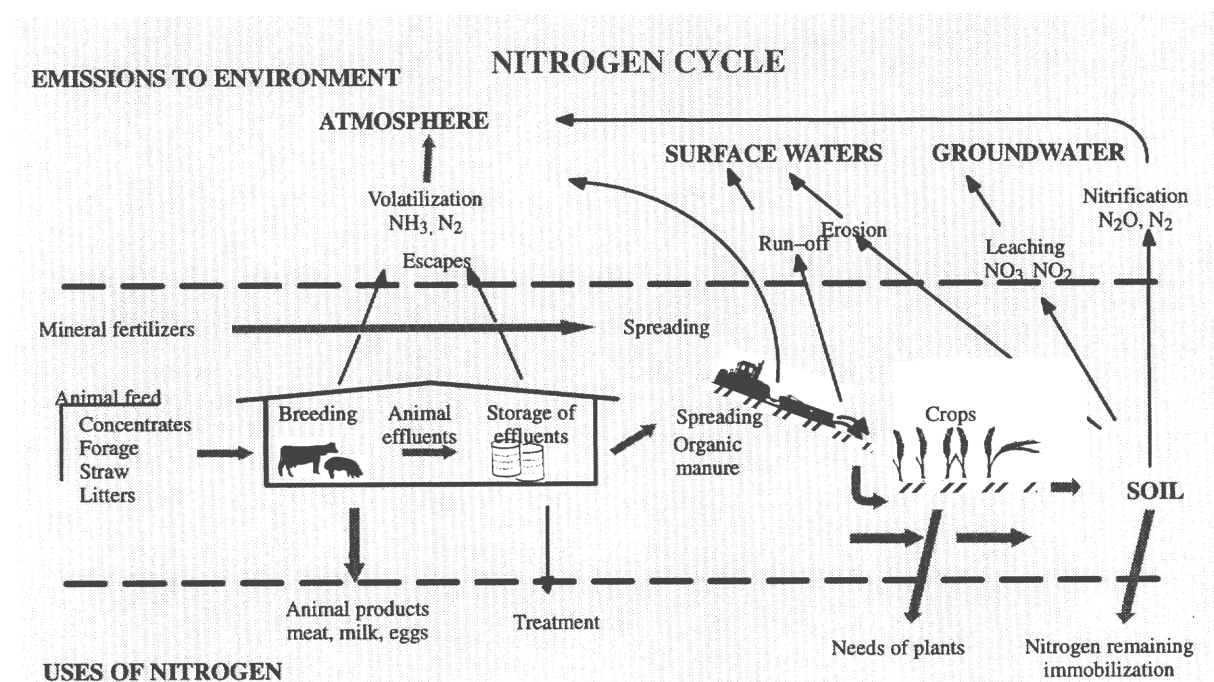 NITROGEN CYCLE
EMISSIONS TO ENVIRONMENT
ATMOSPHERE
SURFACE WATERS
GROUNDWATER
Volatilization
NH3, N2
Escapes
Run–off
Erosion
Leaching
NO3, NO2
Nitrification
N2O, N2
Mineral fertilizers
Spreading
Animal feed
Concentrates
Forage
Straw
Litters
Breeding
Animal
effluents
Storage of
effluents
Spreading
Organic
manure
Crops
SOIL
Animal products
meat, milk, eggs
Treatment
Needs of plants
Nitrogen remaining
immobilization
USES OF NITROGEN